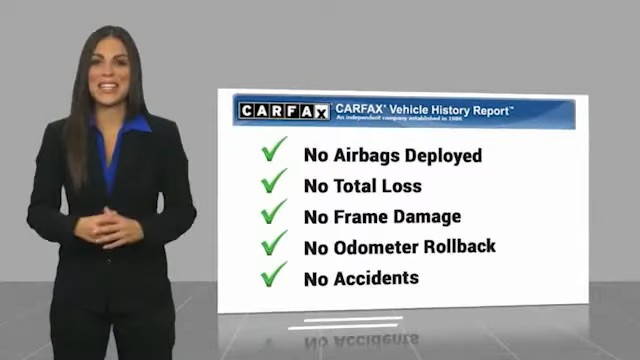 CARFAX CARFAX® Vehicle History Report™
An independent company established in 1986
No Airbags Deployed
No Total Loss
No Frame Damage
No Odometer Rollback
No Accidents